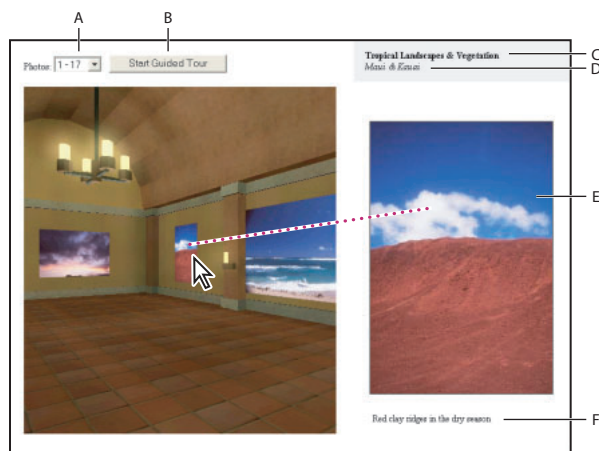 A
B
Photos: 1 - 17 Start Guided Tour
Tropical Landscapes & Vegetation
C
Maui & Kauai
D
E
Red clay ridges in the dry season
F